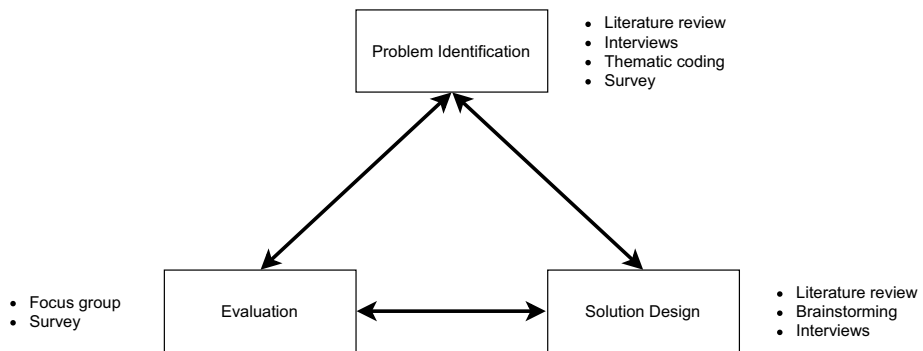 Problem Identification
• Literature review
• Interviews
• Thematic coding
• Survey
• Focus group
• Survey
Evaluation
Solution Design
• Literature review
• Brainstorming
• Interviews